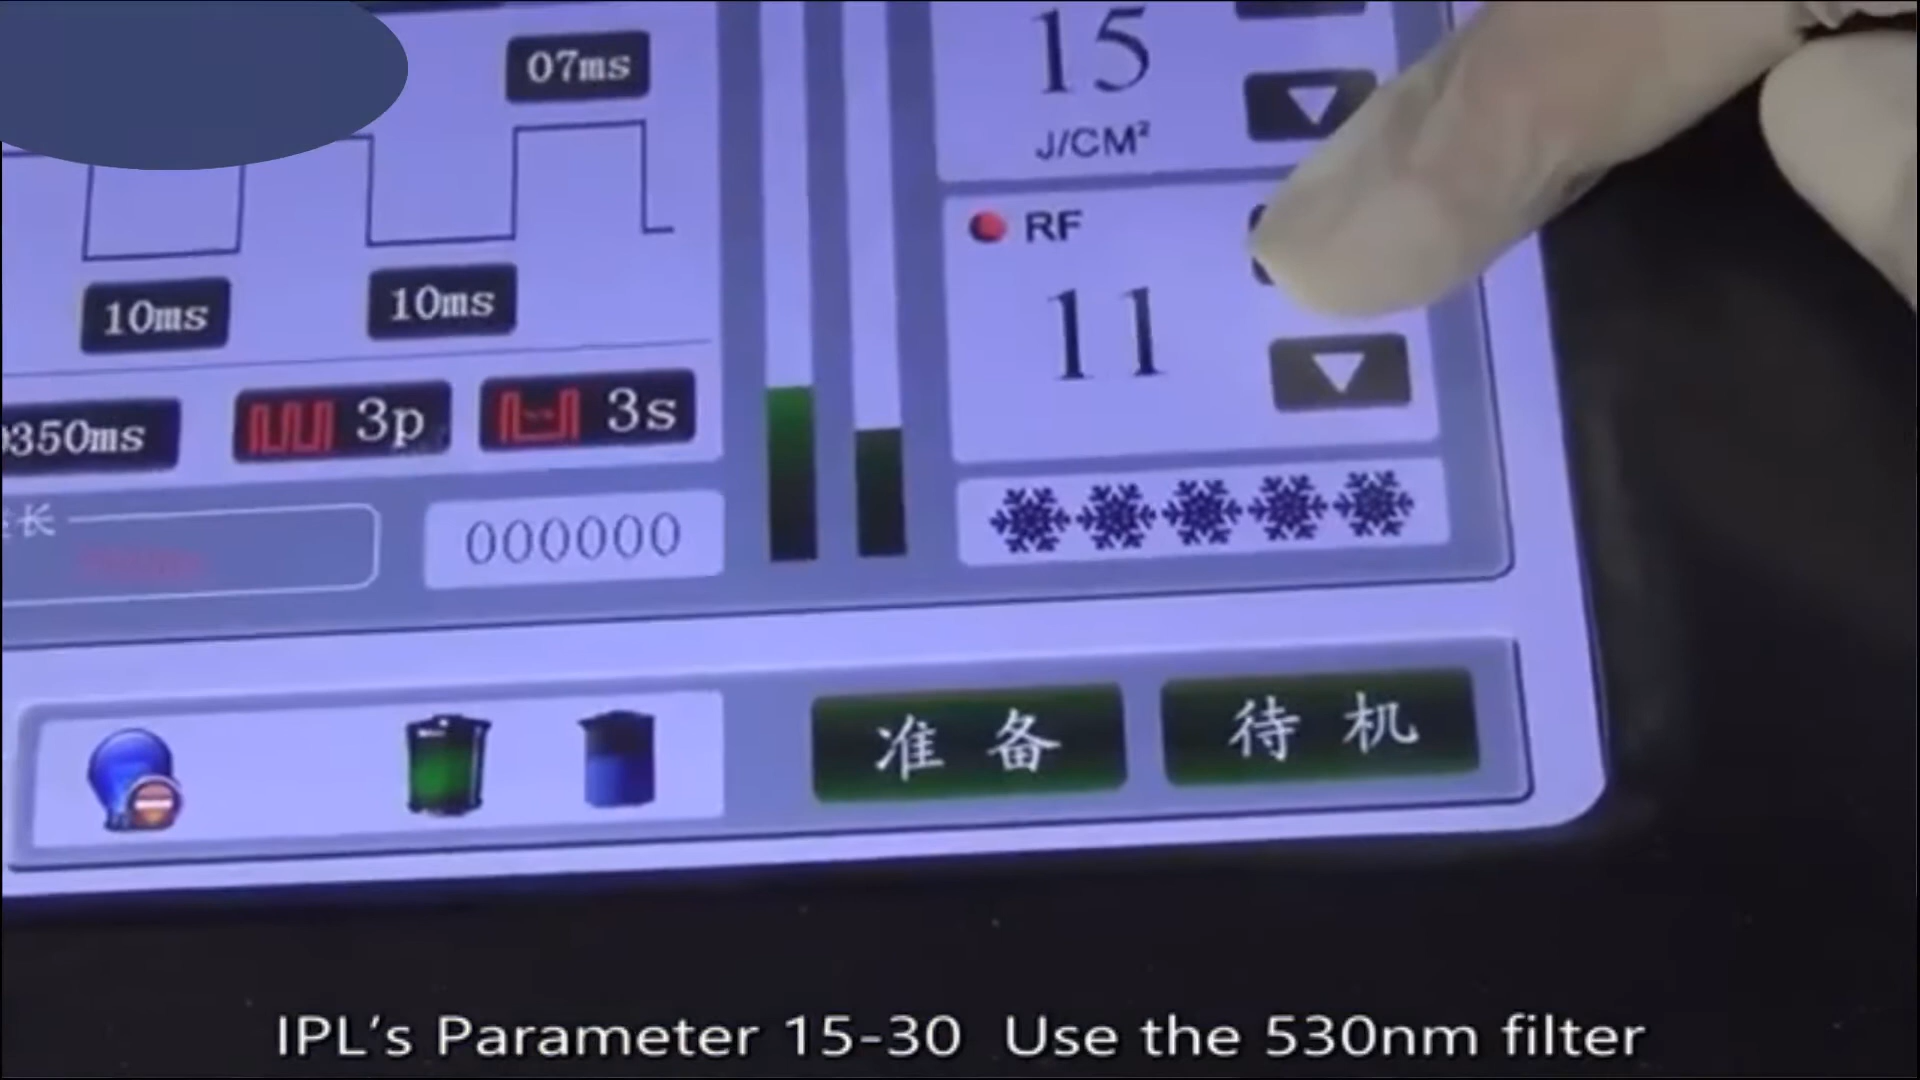 07ms
15
J/CM²
RF
10ms
10ms
11
350ms
3p
3s
长
000000
准备
待机
IPL's Parameter 15-30 Use the 530nm filter